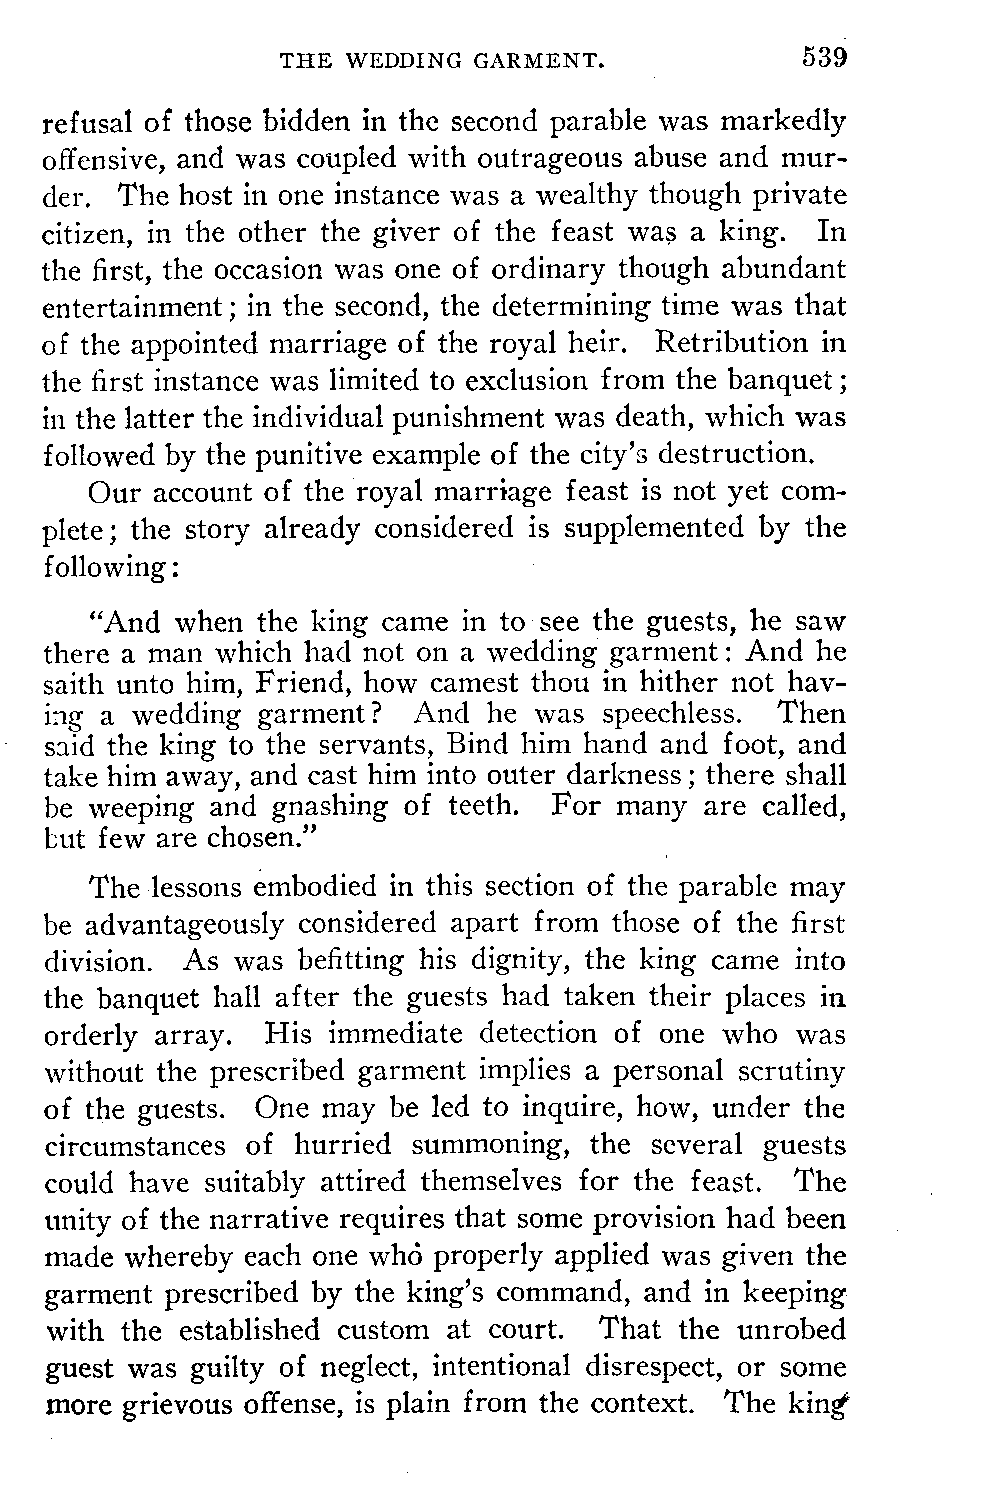 THE WEDDING GARMENT. 539
refusal of those bidden in the second parable was markedly
offensive, and was coupled with outrageous abuse and mur-
der. The host in one instance was a wealthy though private
citizen, in the other the giver of the feast was a king. In
the first, the occasion was one of ordinary though abundant
entertainment; in the second, the determining time was that
of the appointed marriage of the royal heir. Retribution in
the first instance was limited to exclusion from the banquet;
in the latter the individual punishment was death, which was
followed by the punitive example of the city's destruction.
Our account of the royal marriage feast is not yet com-
plete; the story already considered is supplemented by the
following:
"And when the king came in to see the guests, he saw
there a man which had not on a wedding garment: And he
saith unto him, Friend, how camest thou in hither not hav-
ing a wedding garment? And he was speechless. Then
said the king to the servants, Bind him hand and foot, and
take him away, and cast him into outer darkness; there shall
be weeping and gnashing of teeth. For many are called,
but few are chosen."
The lessons embodied in this section of the parable may
be advantageously considered apart from those of the first
division. As was befitting his dignity, the king came into
the banquet hall after the guests had taken their places in
orderly array. His immediate detection of one who was
without the prescribed garment implies a personal scrutiny
of the guests. One may be led to inquire, how, under the
circumstances of hurried summoning, the several guests
could have suitably attired themselves for the feast. The
unity of the narrative requires that some provision had been
made whereby each one who properly applied was given the
garment prescribed by the king's command, and in keeping
with the established custom at court. That the unrobed
guest was guilty of neglect, intentional disrespect, or some
more grievous offense, is plain from the context. The king